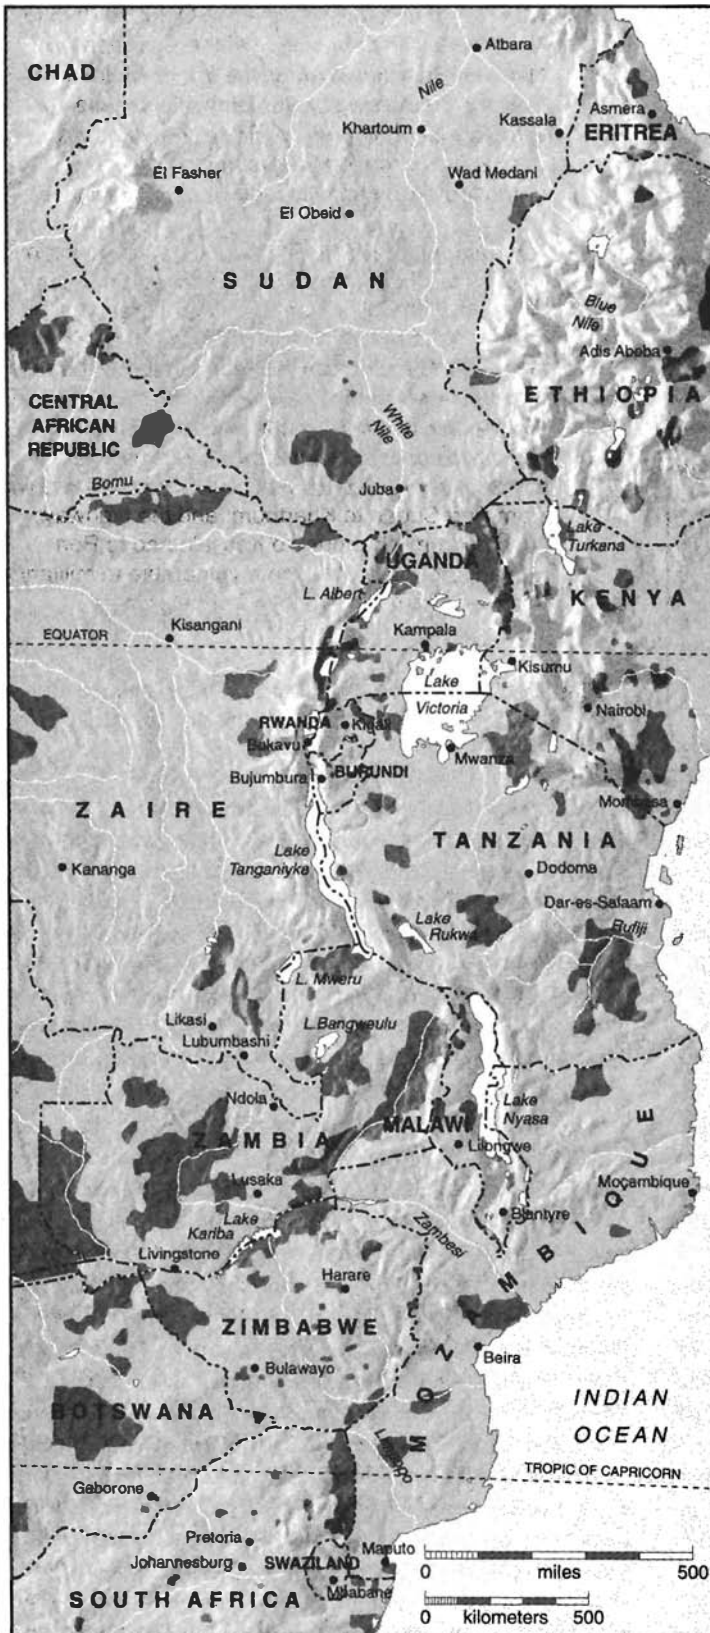 Atbara
CHAD
Nile
Asmera
Khartoum
Kassala
ERITREA
El Fasher
Wad Medani
El Obeid
SUDAN
Blue
Nile
Adis Abeba
CENTRAL
AFRICAN
REPUBLIC
ETHIOPIA
White
Nile
Bomu
Juba
Lake
Turkana
UGANDA
L. Albert
KENYA
Kisangani
EQUATOR
Kampala
Kisumu
Lake
Victoria
RWANDA
Kigali
Nairobi
Bukavu
Mwanza
Bujumbura
BURUNDI
Mombasa
ZAIRE
TANZANIA
Lake
Tanganiyka
Kananga
Dodoma
Dar-es-Salaam
Lake
Rukwa
Rufiji
L. Mweru
Likasi
L. Bangweulu
Lubumbashi
Ndola
Lake
Nyasa
ZAMBIA
MALAWI
Lilongwe
Lusaka
Moçambique
Blantyre
Lake
Kariba
Zambesi
Livingstone
MOZAMBIQUE
Harare
ZIMBABWE
Beira
Bulawayo
INDIAN
OCEAN
BOTSWANA
TROPIC OF CAPRICORN
Gaborone
Pretoria
Johannesburg
SWAZILAND
Maputo
Mbabane
SOUTH AFRICA
0 miles 500
0 kilometers 500